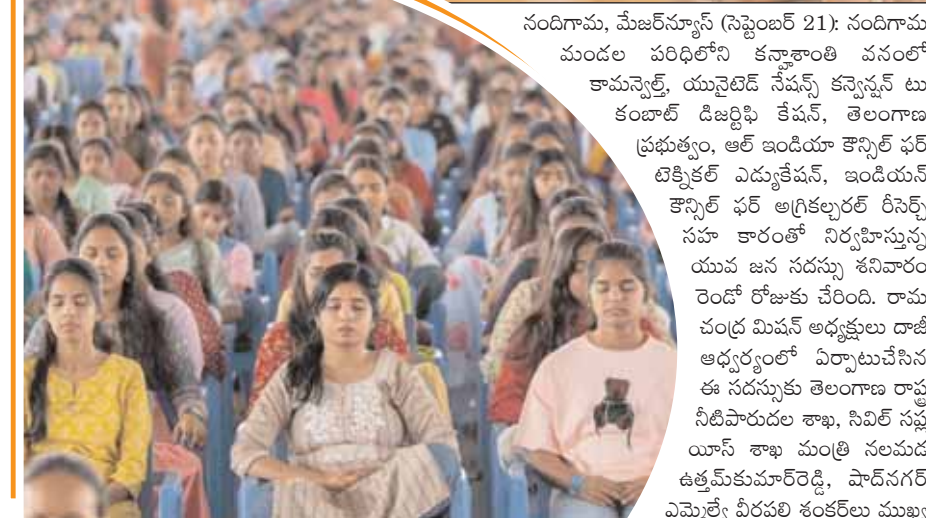 నందిగామ, మేజర్‌న్యూస్ (సెప్టెంబర్ 21): నందిగామ
మండల పరిధిలోని కన్హాశాంతి వనంలో
కామన్వెల్త్, యునైటెడ్ నేషన్స్ కన్వెన్షన్ టు
కంబాట్ డిజర్టిఫి కేషన్, తెలంగాణ
ప్రభుత్వం, ఆల్ ఇండియా కౌన్సిల్ ఫర్
టెక్నికల్ ఎడ్యుకేషన్, ఇండియన్
కౌన్సిల్ ఫర్ అగ్రికల్చరల్ రీసెర్చ్
సహ కారంతో నిర్వహిస్తున్న
యువ జన సదస్సు శనివారం
రెండో రోజుకు చేరింది. రామ
చంద్ర మిషన్ అధ్యక్షులు దాజీ
ఆధ్వర్యంలో ఏర్పాటుచేసిన
ఈ సదస్సుకు తెలంగాణ రాష్ట్ర
నీటిపారుదల శాఖ, సివిల్ సప్ల
యీస్ శాఖ మంత్రి నలమద
ఉత్తమ్‌కుమార్‌రెడ్డి, షాద్‌నగర్
ఎమ్మెల్యే వీర్లపల్లి శంకర్‌లు ముఖ్య